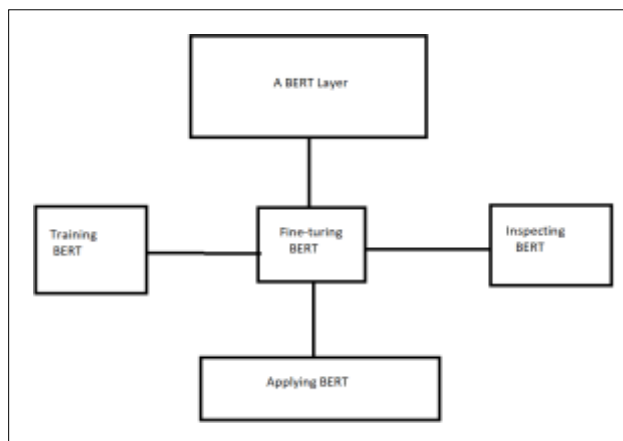 A BERT Layer
Training
BERT
Fine-turing
BERT
Inspecting
BERT
Applying BERT